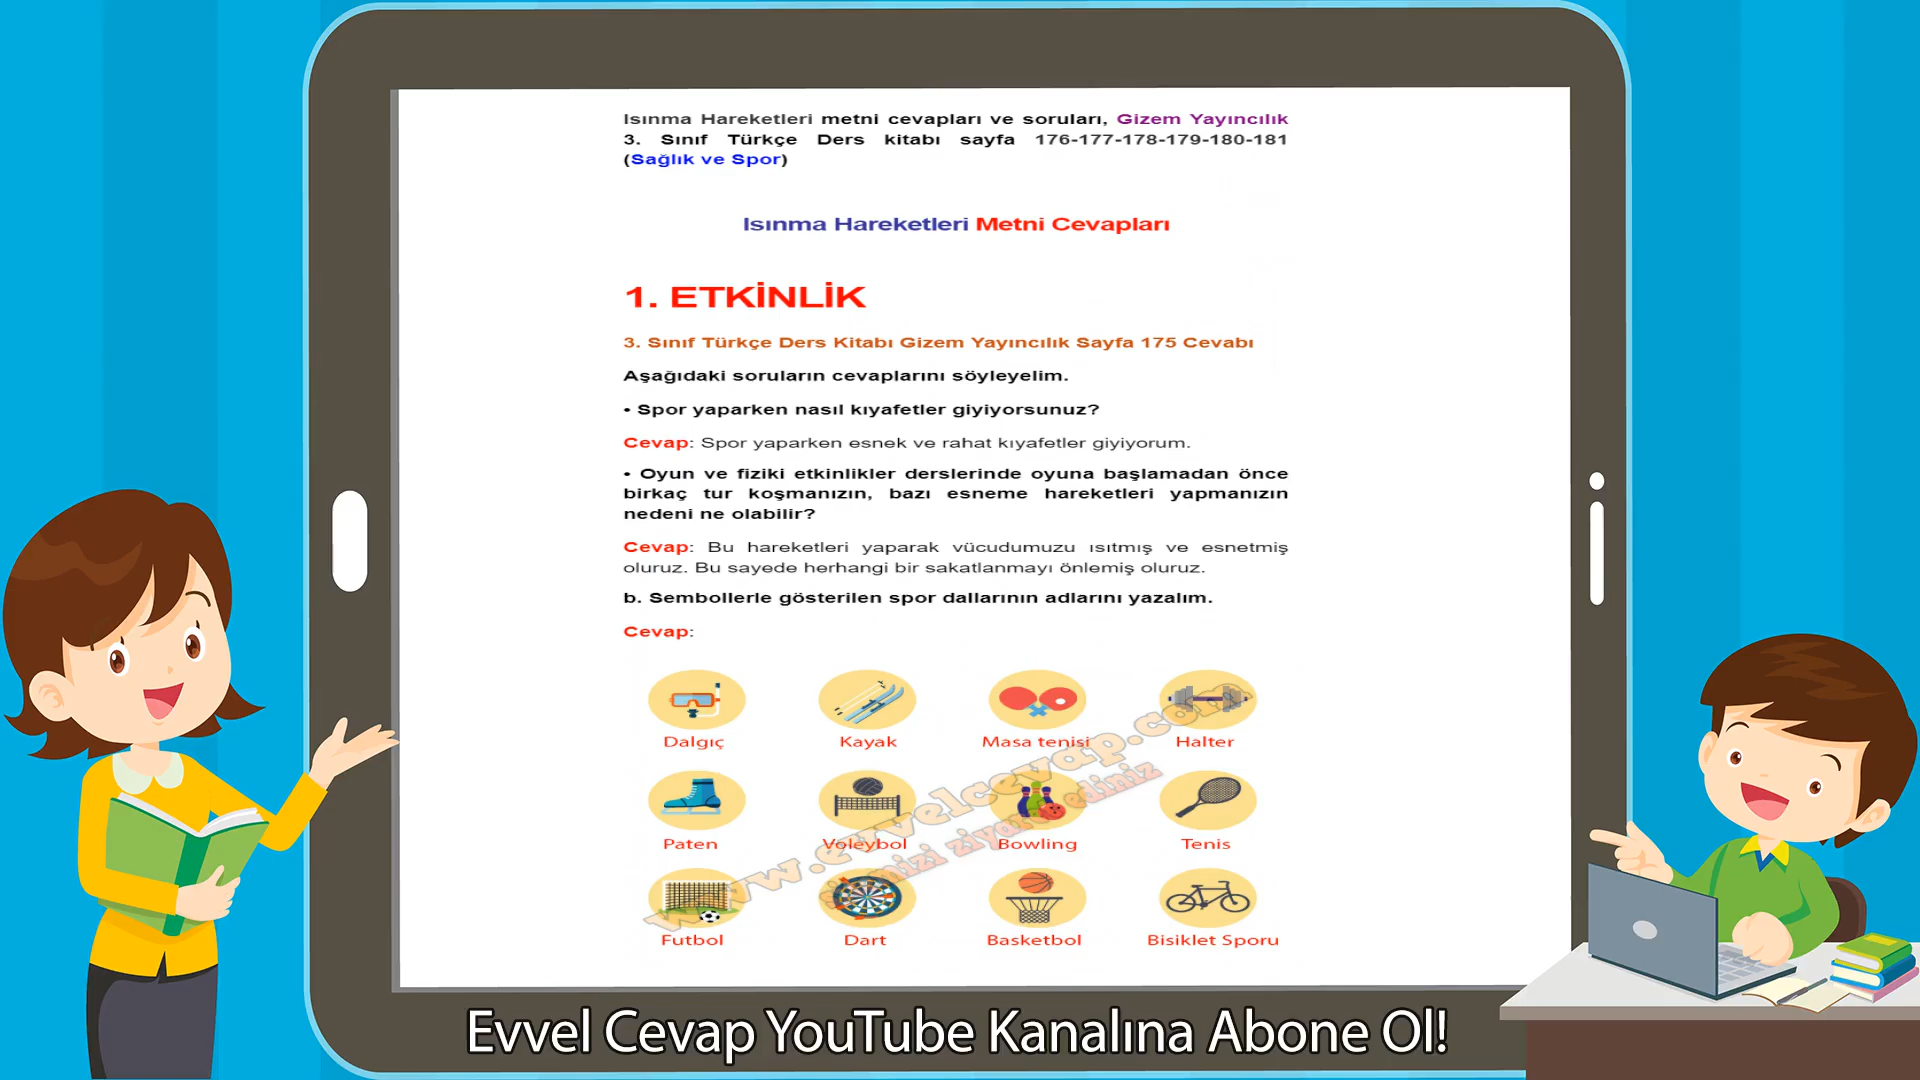 Isınma Hareketleri metni cevapları ve soruları, Gizem Yayıncılık
3. Sınıf Türkçe Ders kitabı sayfa 176-177-178-179-180-181
(Sağlık ve Spor)
Isınma Hareketleri Metni Cevapları
1. ETKİNLİK
3. Sınıf Türkçe Ders Kitabı Gizem Yayıncılık Sayfa 175 Cevabı
Aşağıdaki soruların cevaplarını söyleyelim.
• Spor yaparken nasıl kıyafetler giyiyorsunuz?
Cevap: Spor yaparken esnek ve rahat kıyafetler giyiyorum.
• Oyun ve fiziki etkinlikler derslerinde oyuna başlamadan önce
birkaç tur koşmanızın, bazı esneme hareketleri yapmanızın
nedeni ne olabilir?
Cevap: Bu hareketleri yaparak vücudumuzu ısıtmış ve esnetmiş
oluruz. Bu sayede herhangi bir sakatlanmayı önlemiş oluruz.
b. Sembollerle gösterilen spor dallarının adlarını yazalım.
Cevap:
Dalgıç Kayak Masa tenisi Halter
Paten Voleybol Bowling Tenis
Futbol Dart Basketbol Bisiklet Sporu
www.evvelcevap.com
ziyaret ediniz
Evvel Cevap YouTube Kanalına Abone Ol!